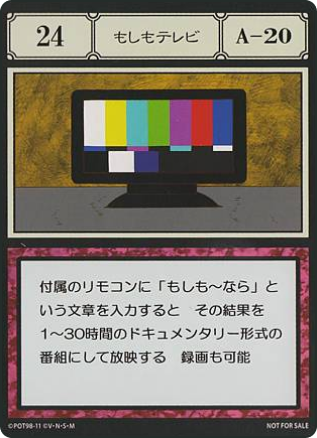 24
もしもテレビ
A-20
付属のリモコンに「もしも〜なら」と
いう文章を入力すると　その結果を
1〜30時間のドキュメンタリー形式の
番組にして放映する　録画も可能
©POT98-11 ©V・N・S・M
NOT FOR SALE